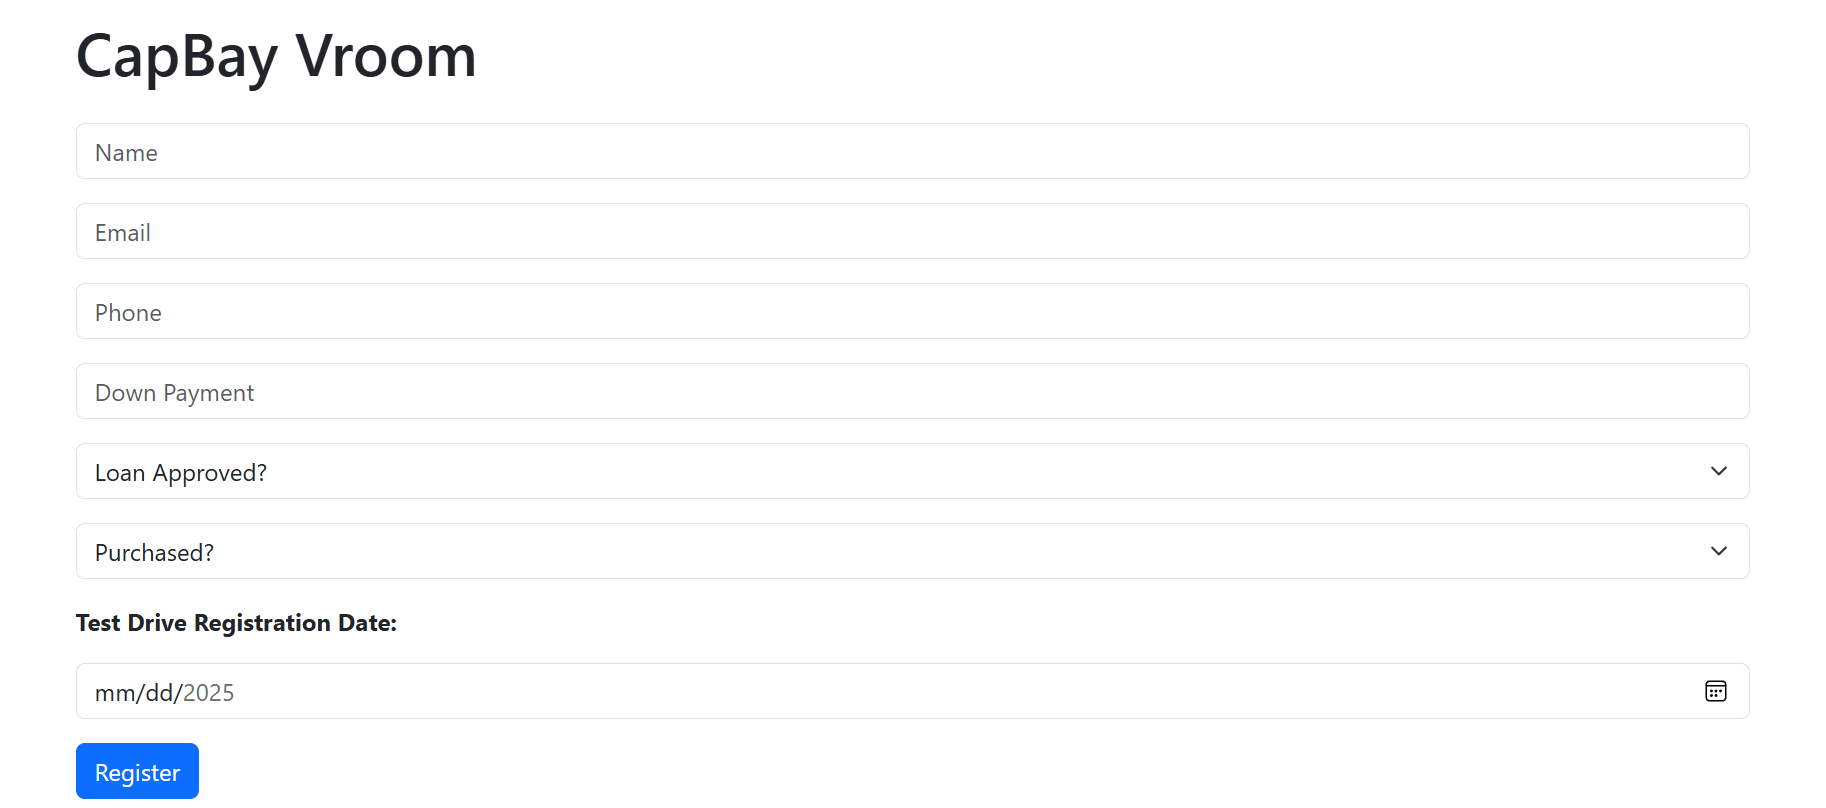 CapBay Vroom
Name
Email
Phone
Down Payment
Loan Approved?
Purchased?
Test Drive Registration Date:
mm/dd/2025
Register